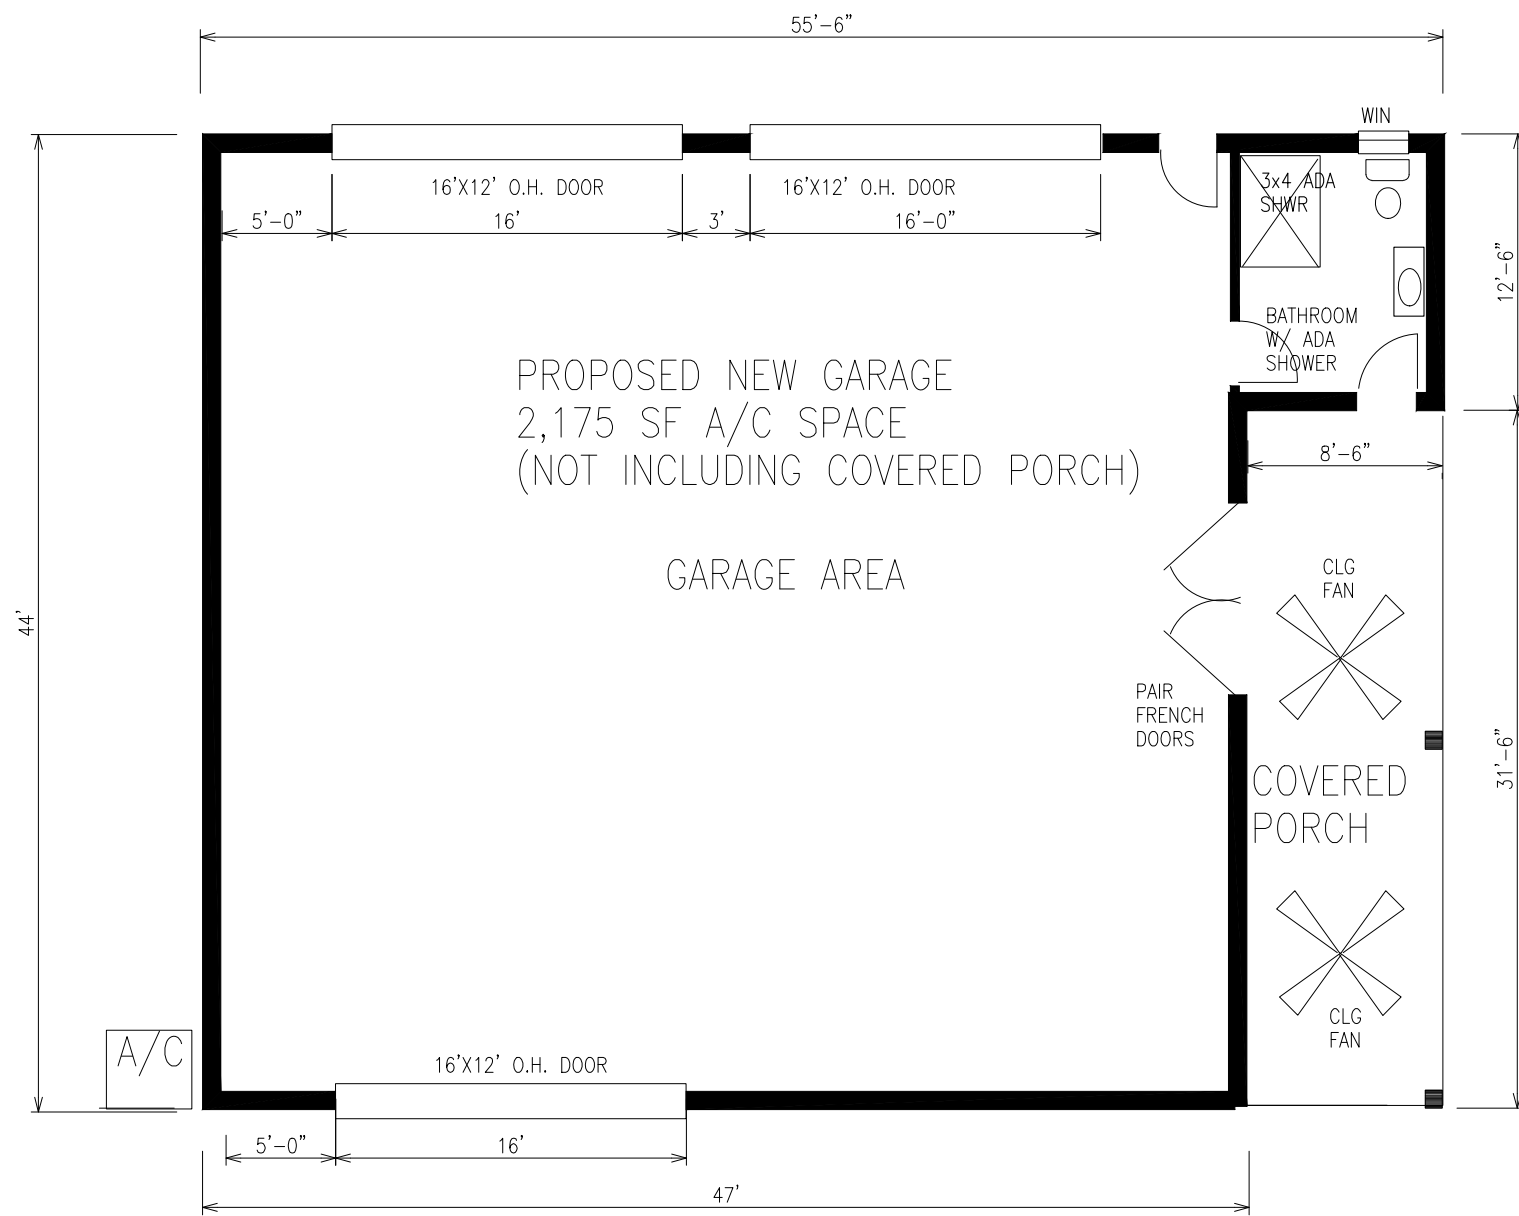 55'-6"
WIN
16'X12' O.H. DOOR
16'X12' O.H. DOOR
3x4 ADA
SHWR
5'-0"
16'
3'
16'-0"
12'-6"
BATHROOM
W/ ADA
SHOWER
PROPOSED NEW GARAGE
2,175 SF A/C SPACE
(NOT INCLUDING COVERED PORCH)
8'-6"
GARAGE AREA
CLG
FAN
44'
PAIR
FRENCH
DOORS
31'-6"
COVERED
PORCH
CLG
FAN
A/C
16'X12' O.H. DOOR
5'-0"
16'
47'